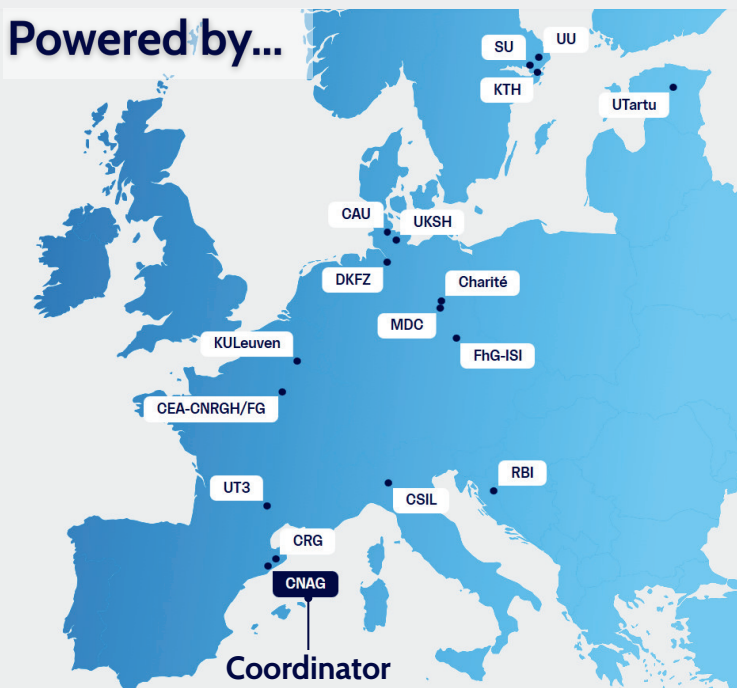 Powered by...
SU
UU
KTH
UTartu
CAU
UKSH
DKFZ
Charité
MDC
KULeuven
FhG-ISI
CEA-CNRGH/FG
RBI
UT3
CSIL
CRG
CNAG
Coordinator